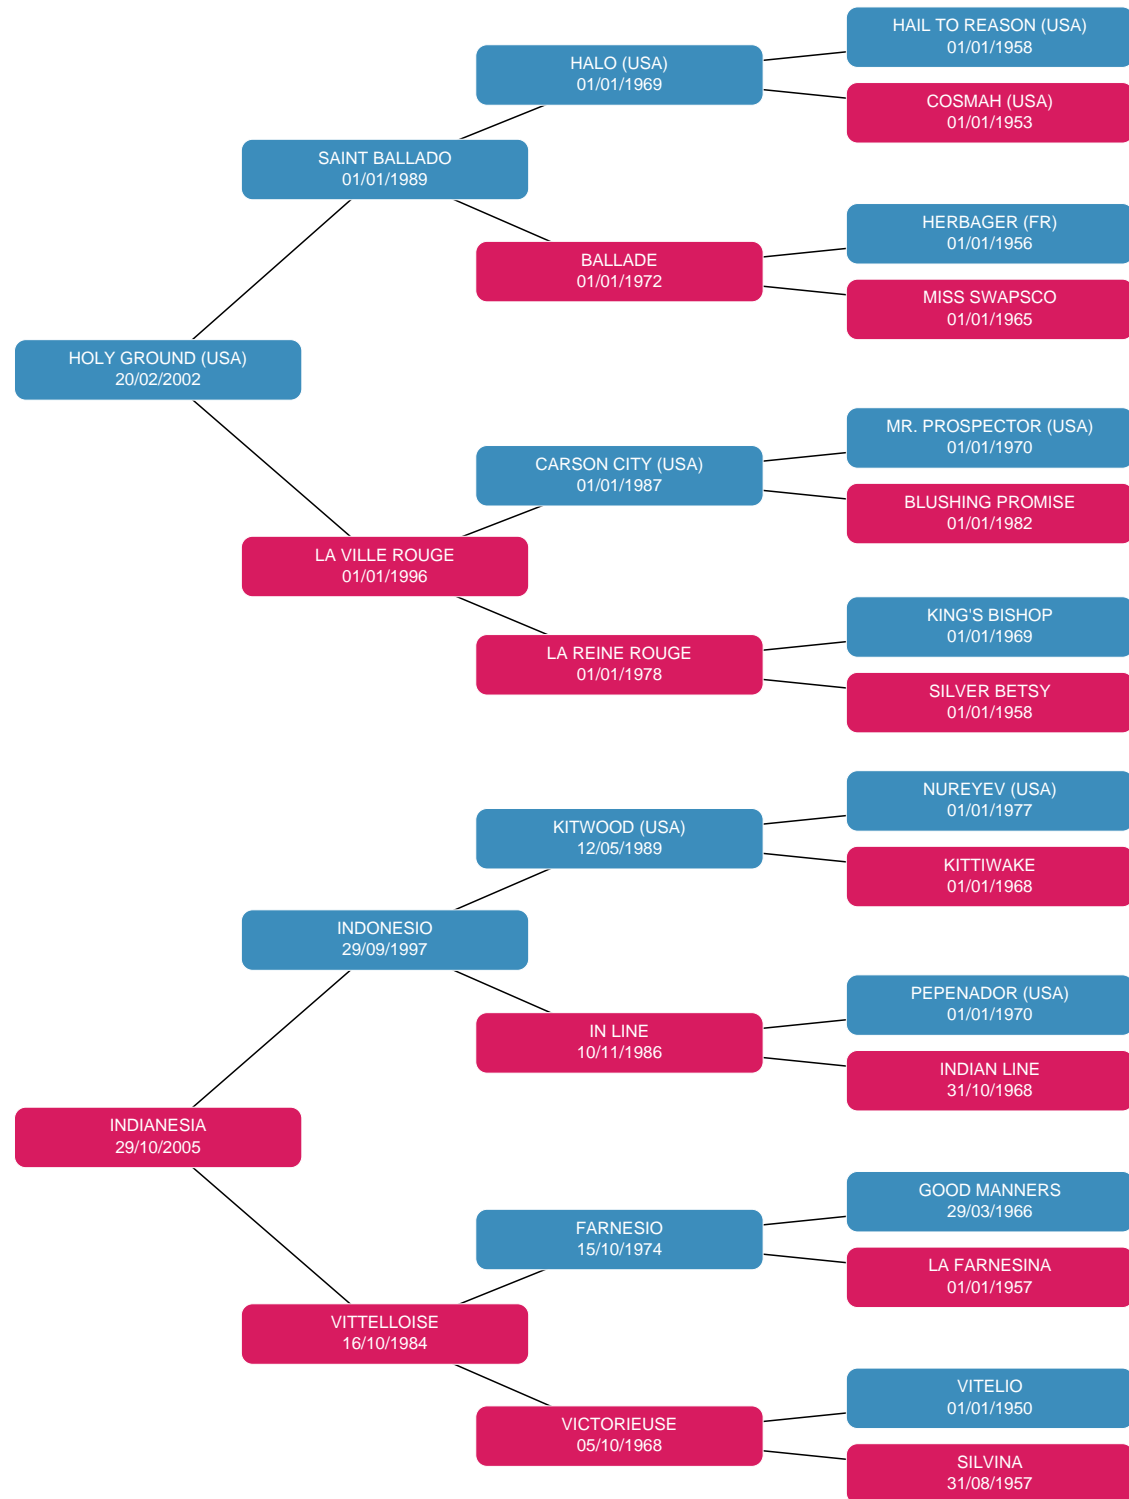 HAIL TO REASON (USA)
01/01/1958
HALO (USA)
01/01/1969
COSMAH (USA)
01/01/1953
SAINT BALLADO
01/01/1989
HERBAGER (FR)
01/01/1956
BALLADE
01/01/1972
MISS SWAPSCO
01/01/1965
HOLY GROUND (USA)
20/02/2002
MR. PROSPECTOR (USA)
01/01/1970
CARSON CITY (USA)
01/01/1987
BLUSHING PROMISE
01/01/1982
LA VILLE ROUGE
01/01/1996
KING'S BISHOP
01/01/1969
LA REINE ROUGE
01/01/1978
SILVER BETSY
01/01/1958
NUREYEV (USA)
01/01/1977
KITWOOD (USA)
12/05/1989
KITTIWAKE
01/01/1968
INDONESIO
29/09/1997
PEPENADOR (USA)
01/01/1970
IN LINE
10/11/1986
INDIAN LINE
31/10/1968
INDIANESIA
29/10/2005
GOOD MANNERS
29/03/1966
FARNESIO
15/10/1974
LA FARNESINA
01/01/1957
VITTELLOISE
16/10/1984
VITELIO
01/01/1950
VICTORIEUSE
05/10/1968
SILVINA
31/08/1957